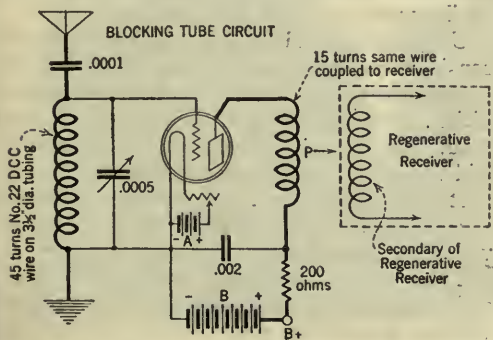 BLOCKING TUBE CIRCUIT
.0001
15 turns same wire
coupled to receiver
45 turns No.22 DCC
wire on 3½ dia. tubing
.0005
P
Regenerative
Receiver
- A +
.002
200
ohms
Secondary of
Regenerative
Receiver
- B +
B+